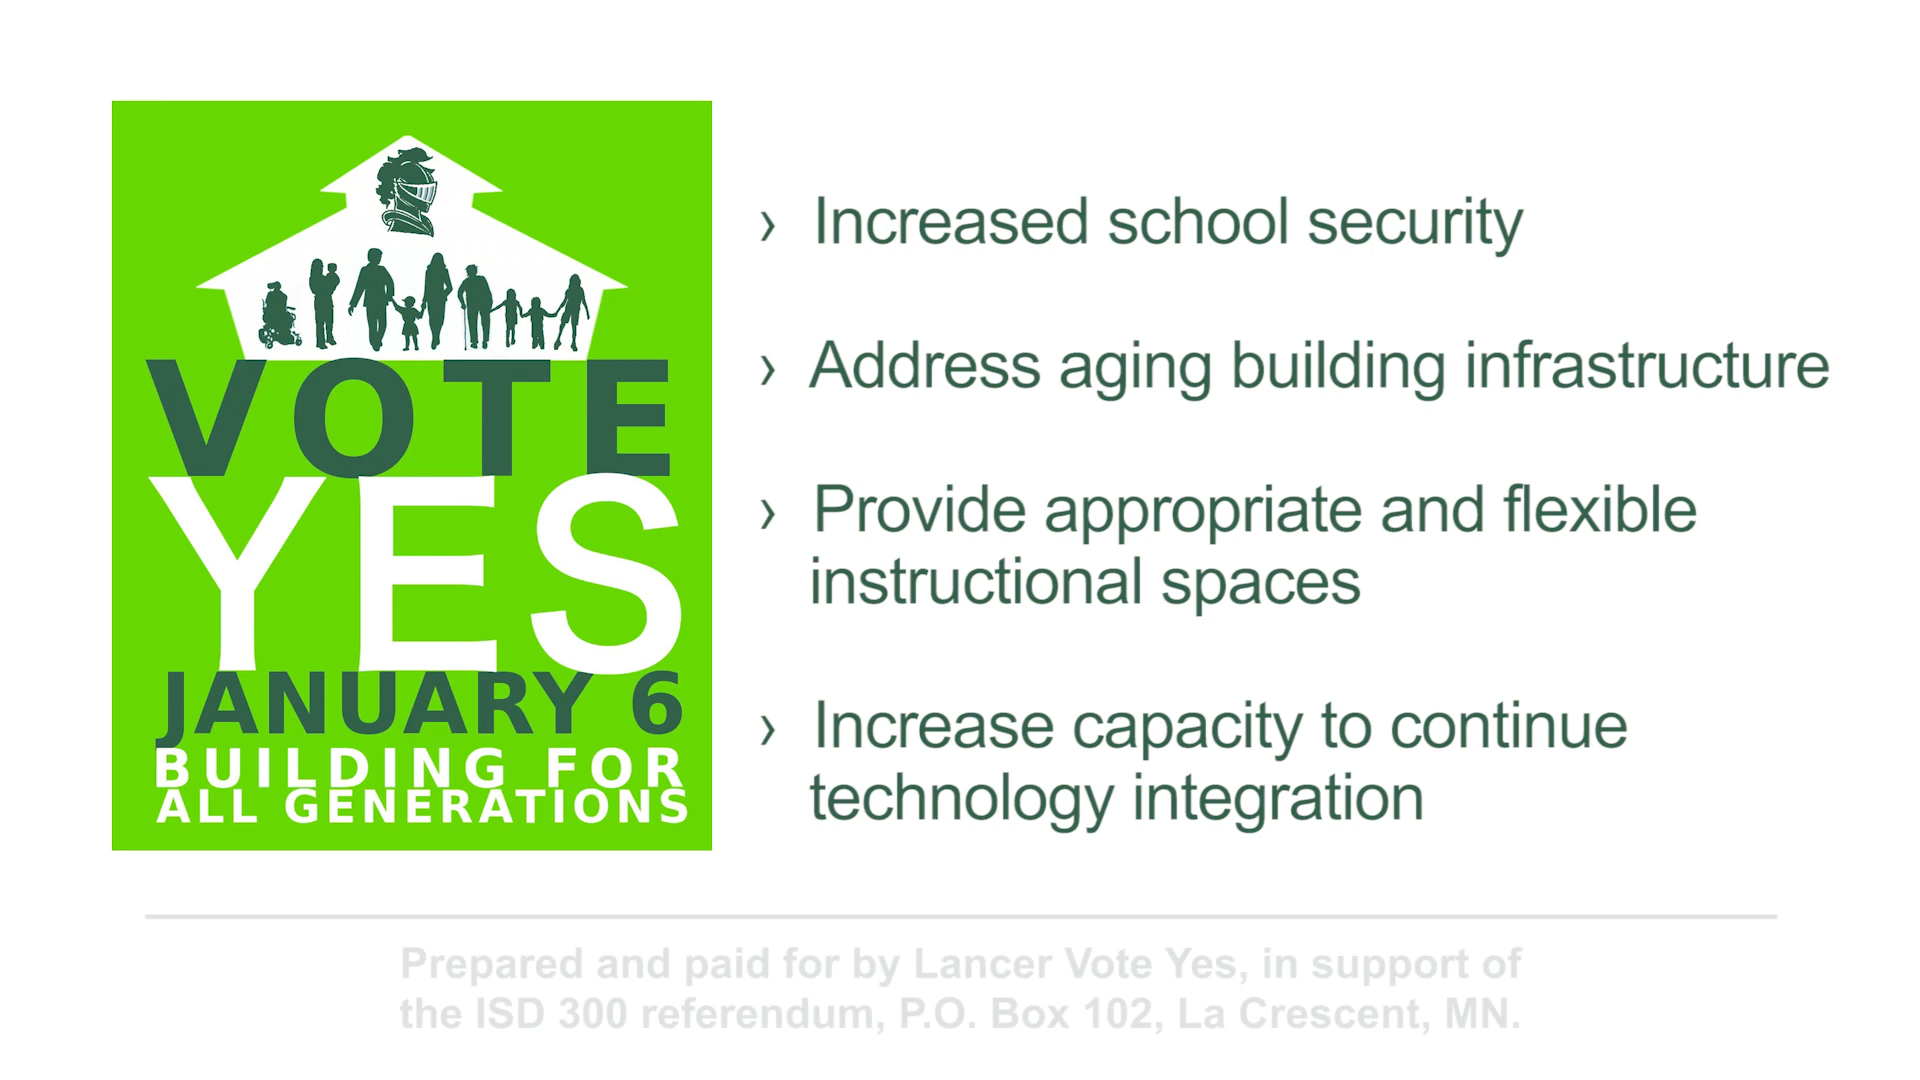 VOTE
YES
JANUARY 6
BUILDING FOR
ALL GENERATIONS
› Increased school security
› Address aging building infrastructure
› Provide appropriate and flexible
instructional spaces
› Increase capacity to continue
technology integration
Prepared and paid for by Lancer Vote Yes, in support of
the ISD 300 referendum, P.O. Box 102, La Crescent, MN.